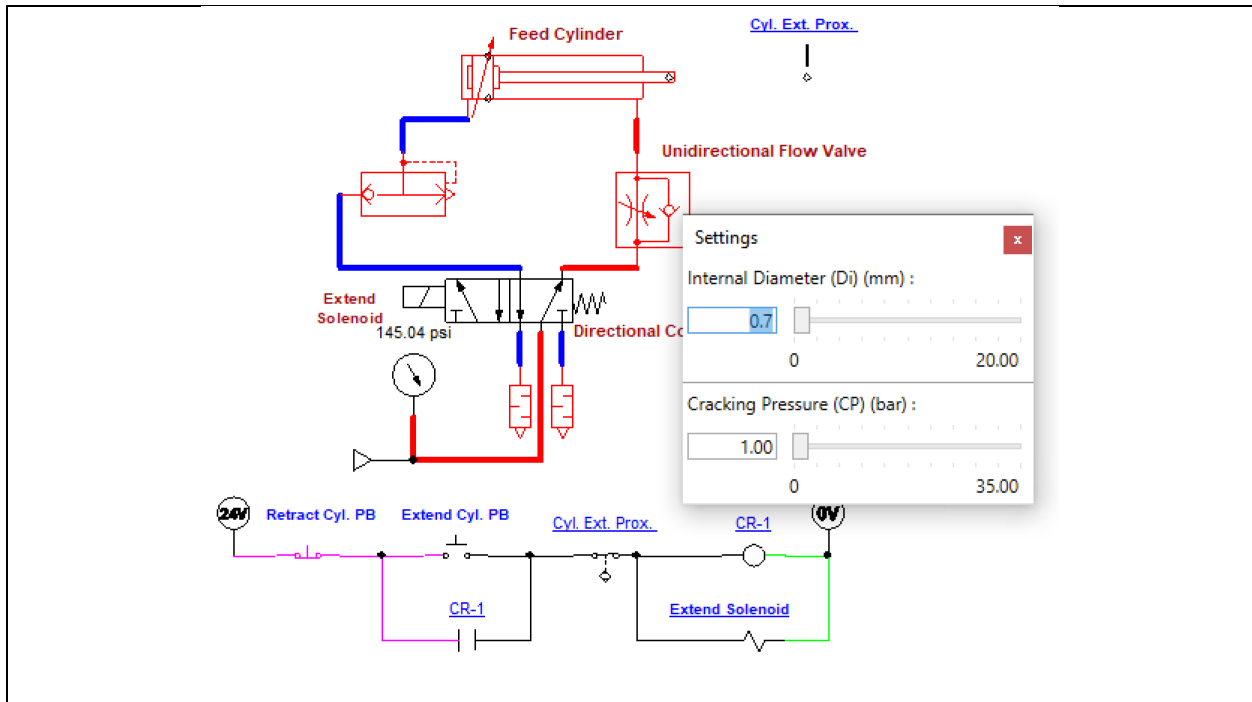 Feed Cylinder
Cyl. Ext. Prox.
Unidirectional Flow Valve
Settings
x
Internal Diameter (Di) (mm) :
0.7
0
20.00
Cracking Pressure (CP) (bar) :
1.00
0
35.00
Extend
Solenoid
145.04 psi
Directional Co
24V
Retract Cyl. PB
Extend Cyl. PB
Cyl. Ext. Prox.
CR-1
0V
CR-1
Extend Solenoid